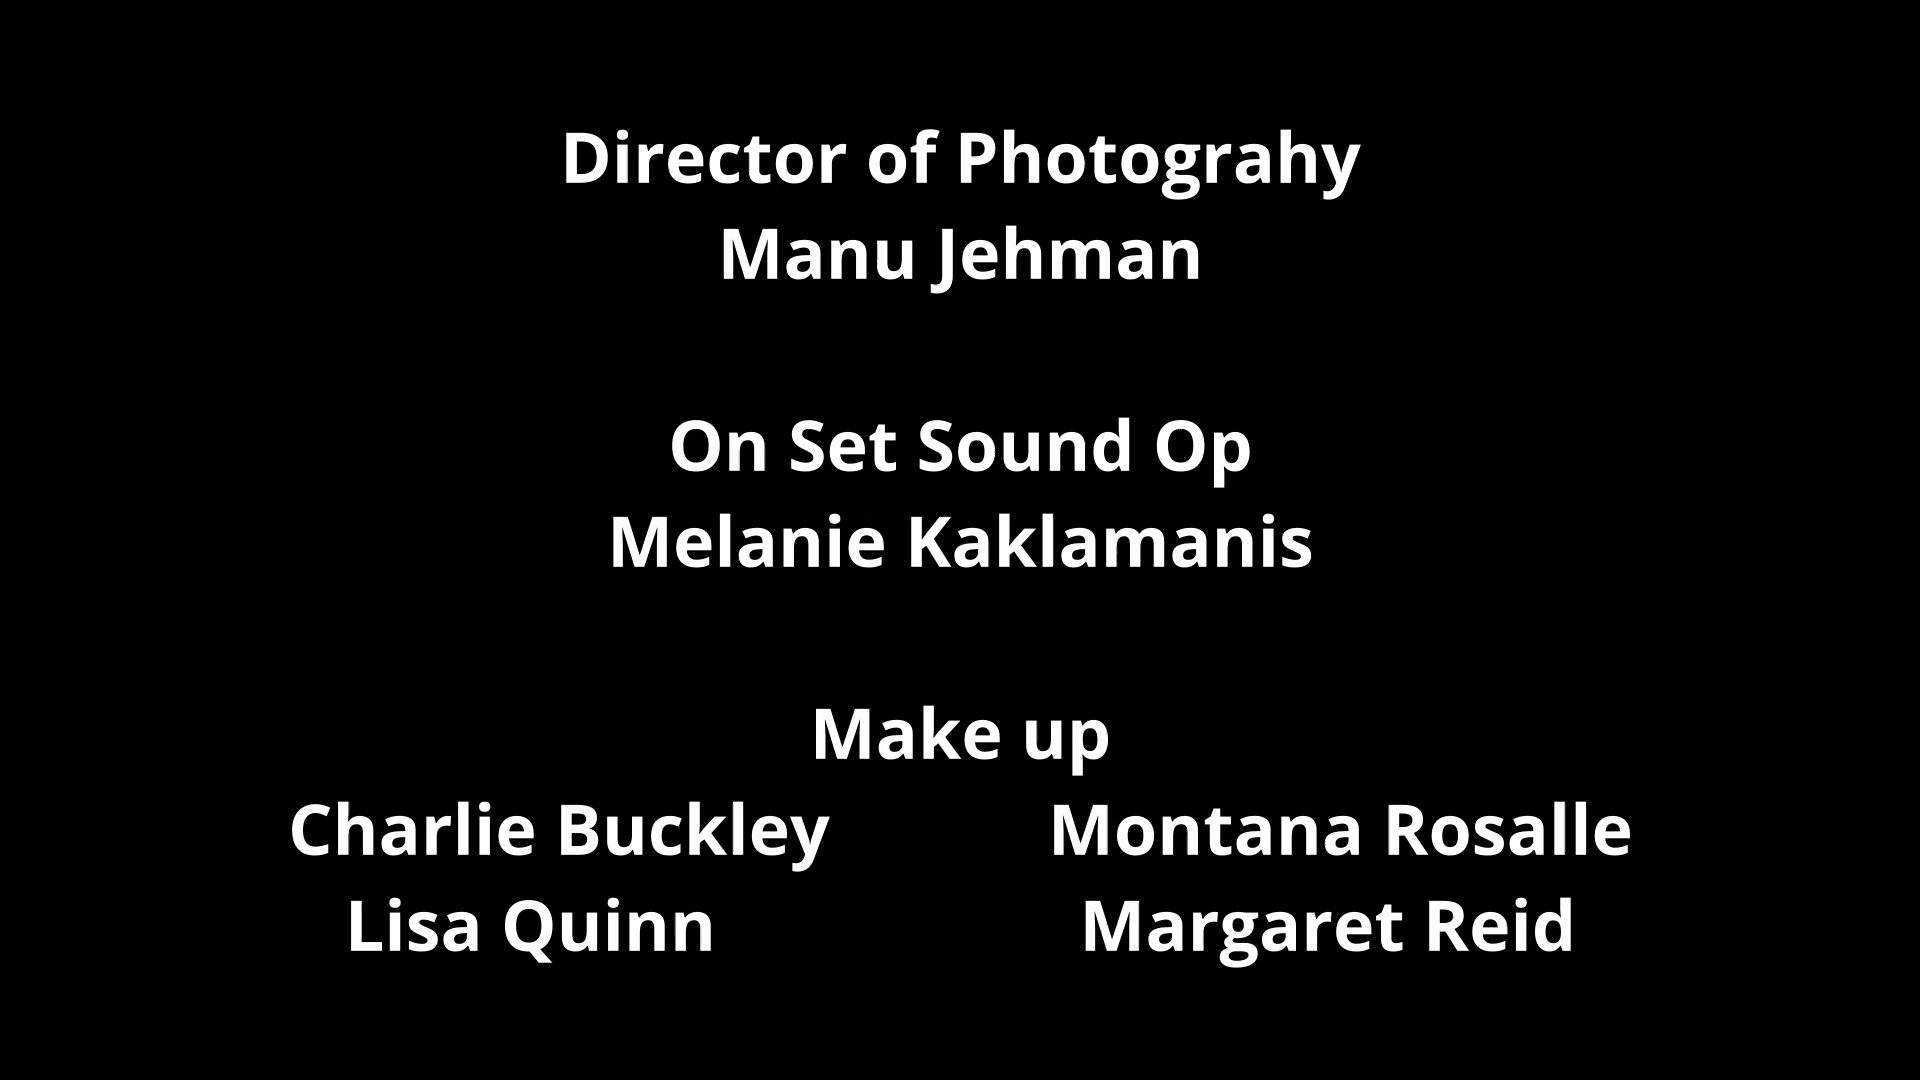 Director of Photograhy
Manu Jehman
On Set Sound Op
Melanie Kaklamanis
Make up
Charlie Buckley Montana Rosalle
Lisa Quinn Margaret Reid